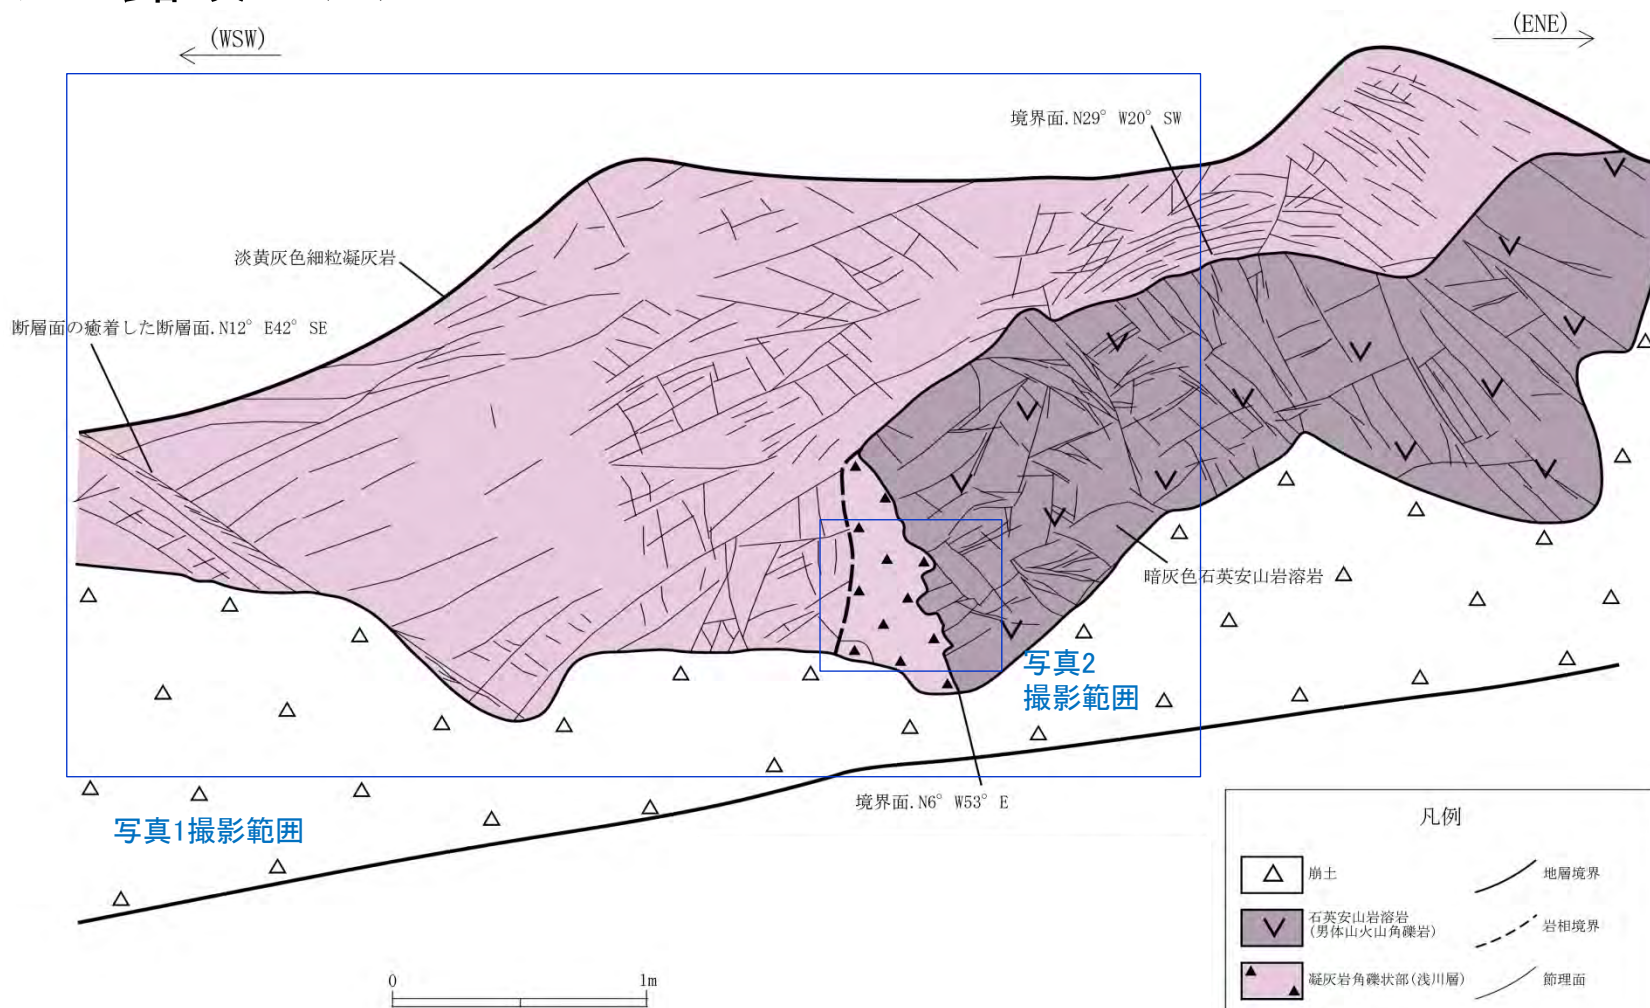 (WSW)
(ENE)
境界面.N29°W20°SW
淡黄灰色細粒凝灰岩
断層面の癒着した断層面.N12°E42°SE
暗灰色石英安山岩溶岩
写真2
撮影範囲
境界面.N6°W53°E
写真1撮影範囲
凡例
崩土
地層境界
石英安山岩溶岩
(男体山火山角礫岩)
岩相境界
凝灰岩角礫状部(浅川層)
節理面
0
1m